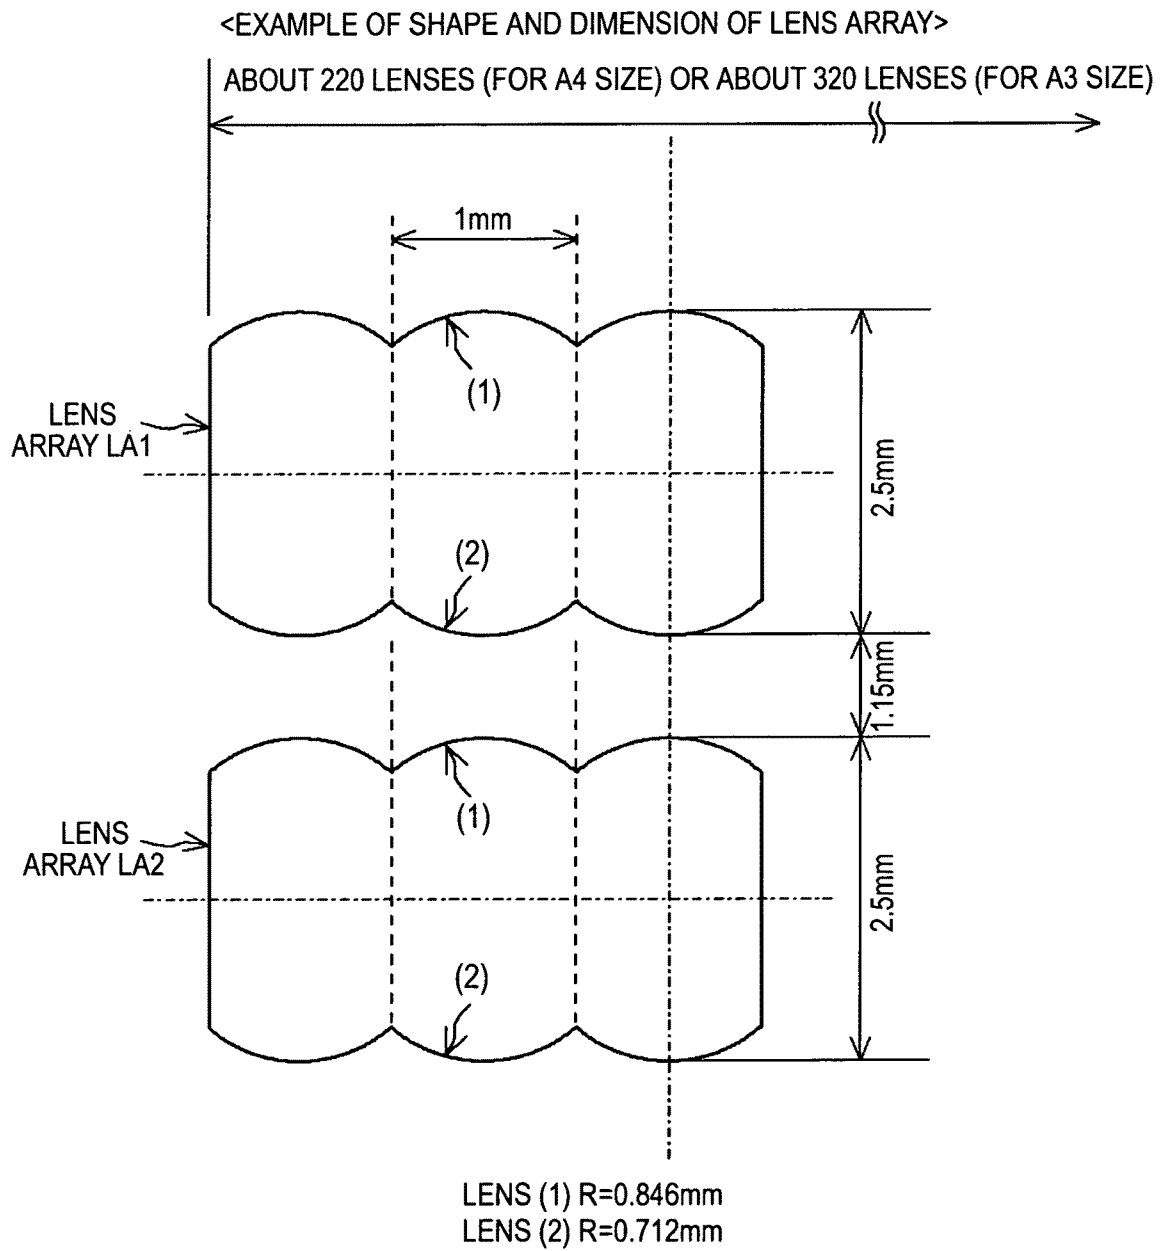 <EXAMPLE OF SHAPE AND DIMENSION OF LENS ARRAY>
ABOUT 220 LENSES (FOR A4 SIZE) OR ABOUT 320 LENSES (FOR A3 SIZE)
1mm
(1)
LENS
ARRAY LA1
2.5mm
(2)
1.15mm
(1)
LENS
ARRAY LA2
2.5mm
(2)
LENS (1) R=0.846mm
LENS (2) R=0.712mm